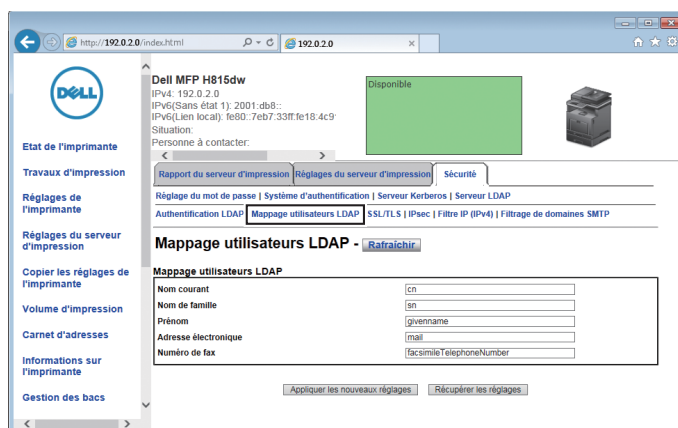 http://192.0.2.0/index.html
192.0.2.0
DELL
Dell MFP H815dw
IPv4: 192.0.2.0
IPv6(Sans état 1): 2001:db8::
IPv6(Lien local): fe80::7eb7:33ff:fe18:4c9
Situation:
Personne à contacter:
Disponible
Etat de l'imprimante
Travaux d'impression
Réglages de
l'imprimante
Réglages du serveur
d'impression
Copier les réglages de
l'imprimante
Volume d'impression
Carnet d'adresses
Informations sur
l'imprimante
Gestion des bacs
Rapport du serveur d'impression Réglages du serveur d'impression Sécurité
Réglage du mot de passe | Système d'authentification | Serveur Kerberos | Serveur LDAP
Authentification LDAP | Mappage utilisateurs LDAP | SSL/TLS | IPsec | Filtre IP (IPv4) | Filtrage de domaines SMTP
Mappage utilisateurs LDAP - Rafraîchir
Mappage utilisateurs LDAP
Nom courant cn
Nom de famille sn
Prénom givenname
Adresse électronique mail
Numéro de fax facsimileTelephoneNumber
Appliquer les nouveaux réglages Récupérer les réglages